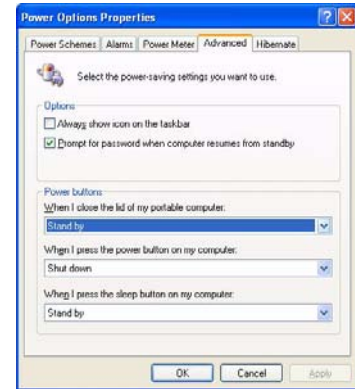 Power Options Properties
Power Schemes Alarms Power Meter Advanced Hibernate
Select the power-saving settings you want to use.
Options
Always show icon on the taskbar
Prompt for password when computer resumes from standby
Power buttons
When I close the lid of my portable computer:
Stand by
When I press the power button on my computer:
Shut down
When I press the sleep button on my computer:
Stand by
OK Cancel Apply